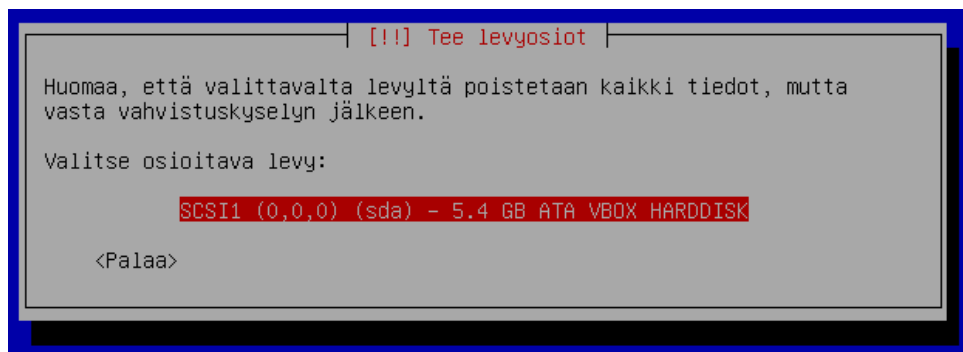 [!!] Tee levyosiot
Huomaa, että valittavalta levyltä poistetaan kaikki tiedot, mutta
vasta vahvistuskyselyn jälkeen.
Valitse osioitava levy:
SCSI1 (0,0,0) (sda) – 5.4 GB ATA VBOX HARDDISK
<Palaa>